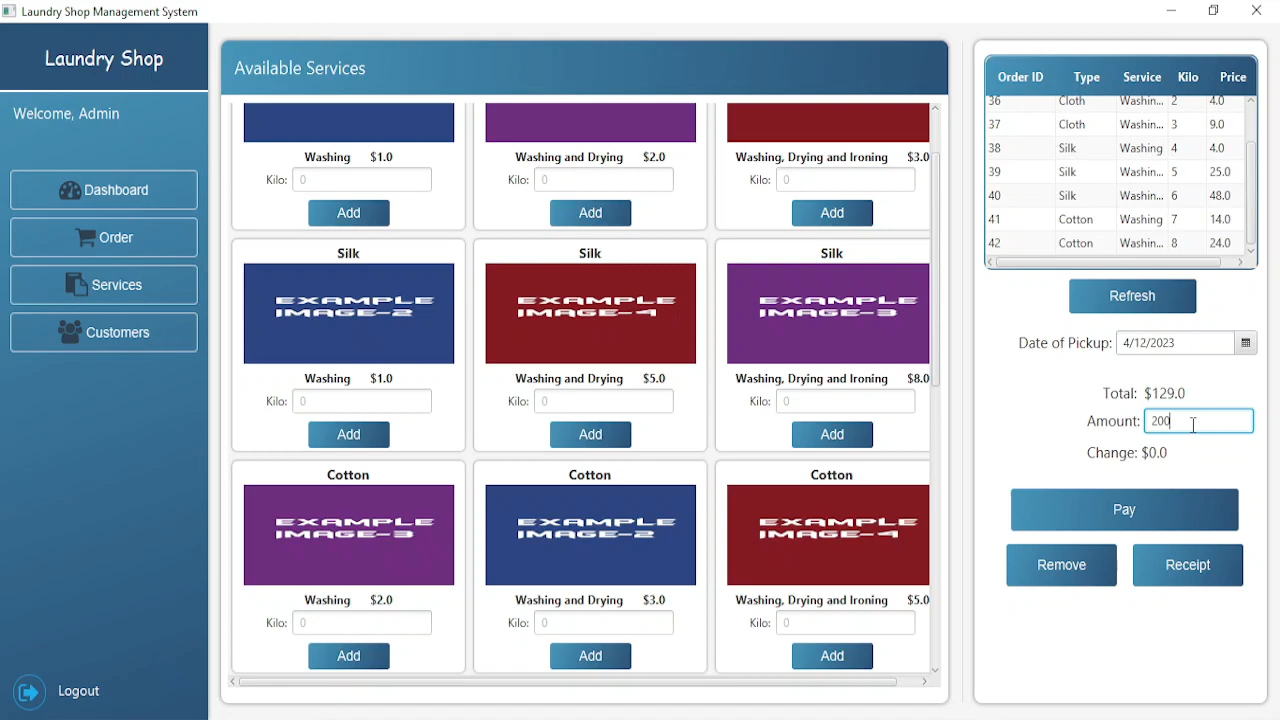 Laundry Shop Management System
Laundry Shop
Welcome, Admin
Dashboard
Order
Services
Customers
Logout
Available Services
Washing $1.0
Kilo: 0
Add
Washing and Drying $2.0
Kilo: 0
Add
Washing, Drying and Ironing $3.0
Kilo: 0
Add
Silk
EXAMPLE
IMAGE-2
Washing $1.0
Kilo: 0
Add
Silk
EXAMPLE
IMAGE-4
Washing and Drying $5.0
Kilo: 0
Add
Silk
EXAMPLE
IMAGE-3
Washing, Drying and Ironing $8.0
Kilo: 0
Add
Cotton
EXAMPLE
IMAGE-3
Washing $2.0
Kilo: 0
Add
Cotton
EXAMPLE
IMAGE-2
Washing and Drying $3.0
Kilo: 0
Add
Cotton
EXAMPLE
IMAGE-4
Washing, Drying and Ironing $5.0
Kilo: 0
Add
Order ID Type Service Kilo Price
36 Cloth Washin... 2 4.0
37 Cloth Washin... 3 9.0
38 Silk Washing 4 4.0
39 Silk Washin... 5 25.0
40 Silk Washin... 6 48.0
41 Cotton Washing 7 14.0
42 Cotton Washin... 8 24.0
Refresh
Date of Pickup: 4/12/2023
Total: $129.0
Amount: 200
Change: $0.0
Pay
Remove
Receipt